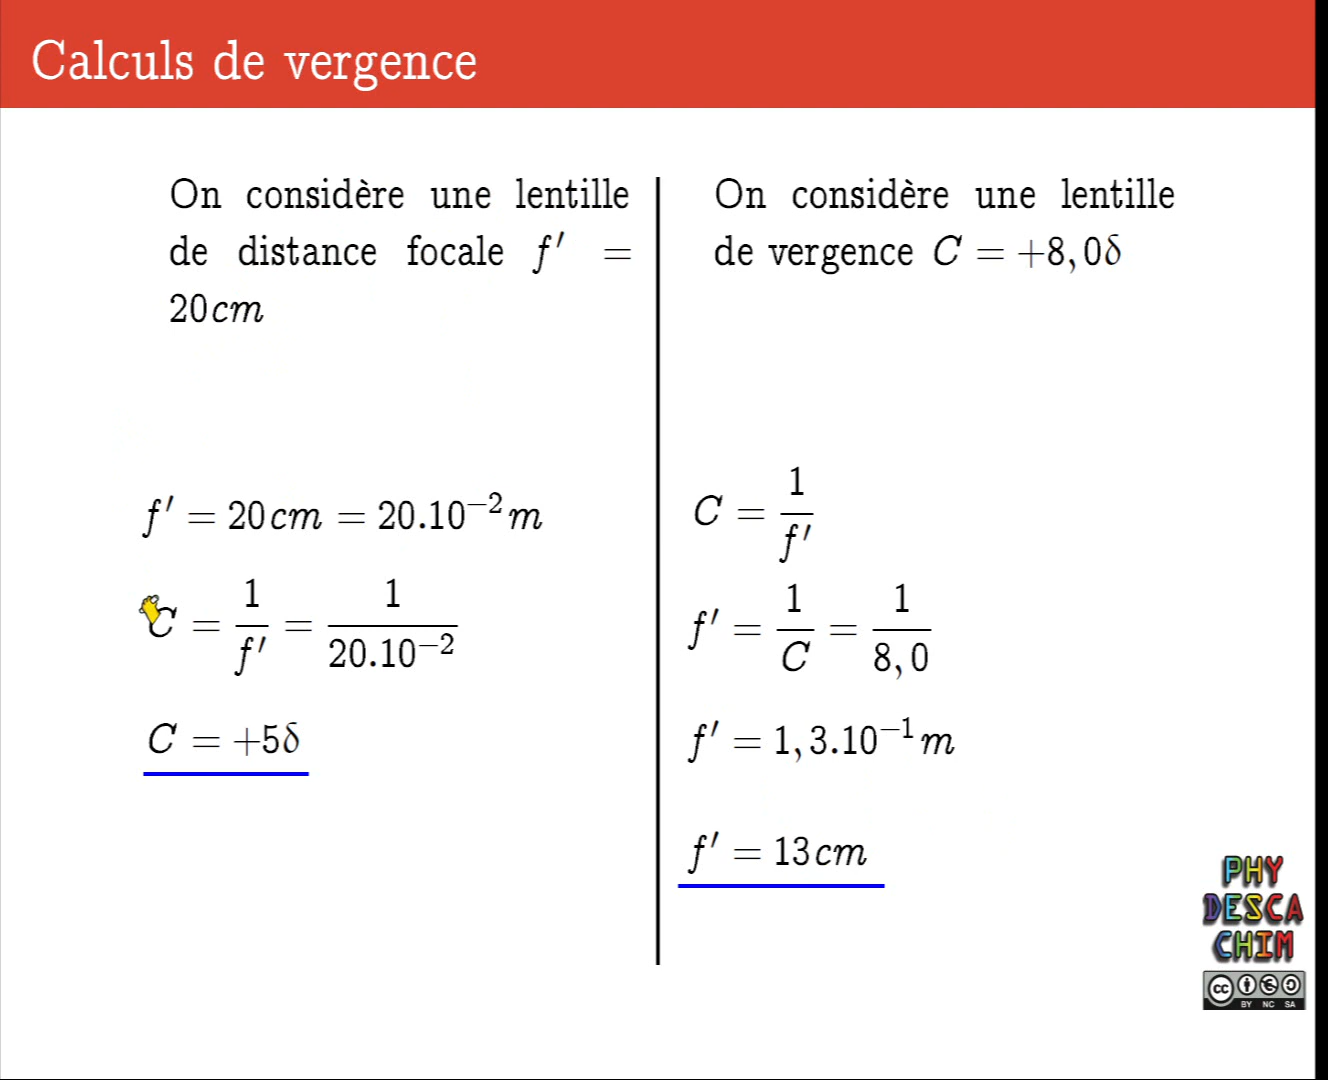 Calculs de vergence
On considère une lentille
de distance focale f′ =
20cm
f′ = 20cm = 20.10⁻²m
C = 1/f′ = 1/20.10⁻²
C = +5δ
On considère une lentille
de vergence C = +8,0δ
C = 1/f′
f′ = 1/C = 1/8,0
f′ = 1,3.10⁻¹m
f′ = 13cm
PHY
DESCA
CHIM
cc
BY NC SA